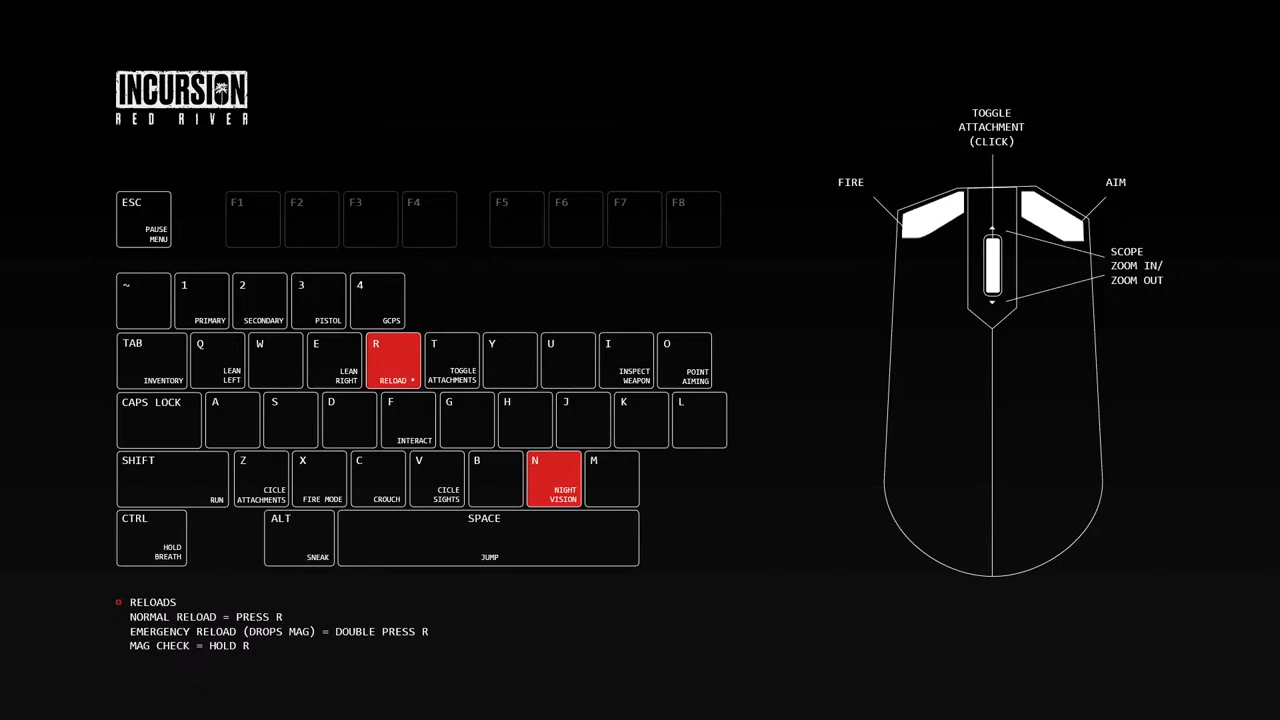 INCURSION
RED RIVER
TOGGLE
ATTACHMENT
(CLICK)
FIRE
AIM
SCOPE
ZOOM IN/
ZOOM OUT
ESC
PAUSE
MENU
F1
F2
F3
F4
F5
F6
F7
F8
~
1
PRIMARY
2
SECONDARY
3
PISTOL
4
GCPS
TAB
INVENTORY
Q
LEAN
LEFT
W
E
LEAN
RIGHT
R
RELOAD *
T
TOGGLE
ATTACHMENTS
Y
U
I
INSPECT
WEAPON
O
POINT
AIMING
CAPS LOCK
A
S
D
F
INTERACT
G
H
J
K
L
SHIFT
RUN
Z
CICLE
ATTACHMENTS
X
FIRE MODE
C
CROUCH
V
CICLE
SIGHTS
B
N
NIGHT
VISION
M
CTRL
HOLD
BREATH
ALT
SNEAK
SPACE
JUMP
RELOADS
NORMAL RELOAD = PRESS R
EMERGENCY RELOAD (DROPS MAG) = DOUBLE PRESS R
MAG CHECK = HOLD R